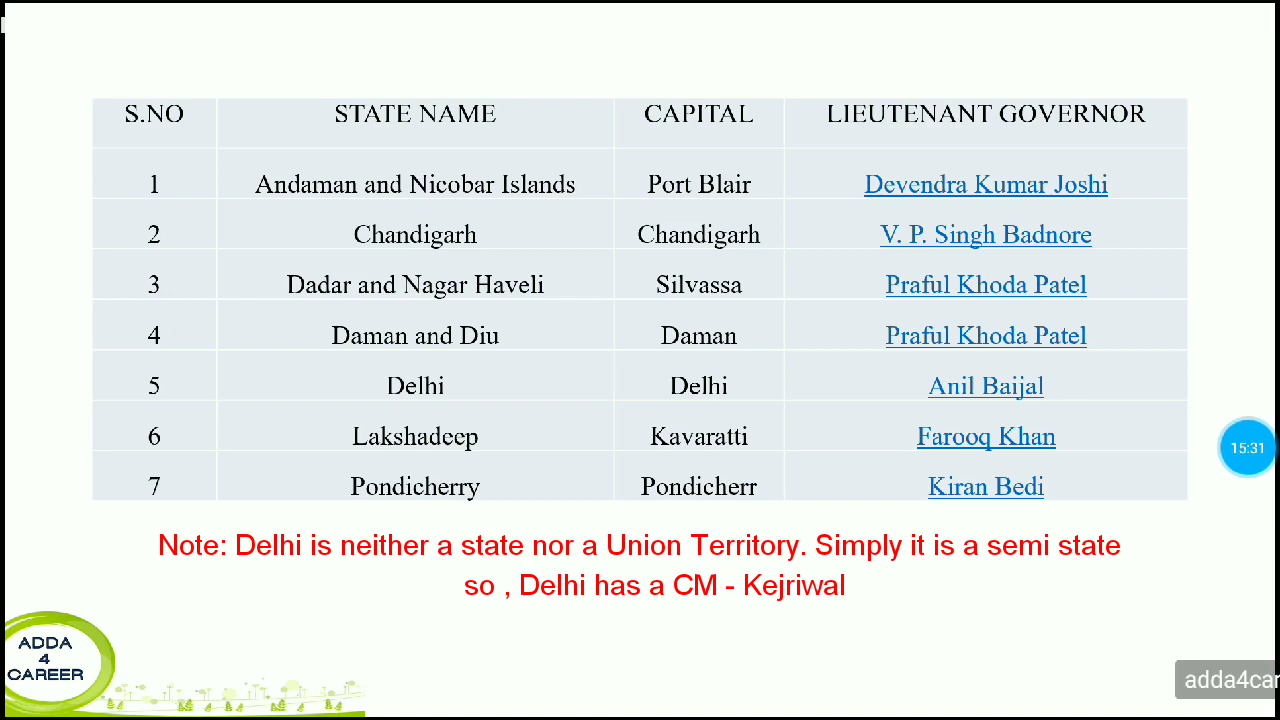 S.NO STATE NAME CAPITAL LIEUTENANT GOVERNOR
1 Andaman and Nicobar Islands Port Blair Devendra Kumar Joshi
2 Chandigarh Chandigarh V. P. Singh Badnore
3 Dadar and Nagar Haveli Silvassa Praful Khoda Patel
4 Daman and Diu Daman Praful Khoda Patel
5 Delhi Delhi Anil Baijal
6 Lakshadeep Kavaratti Farooq Khan
7 Pondicherry Pondicherr Kiran Bedi
15:31
Note: Delhi is neither a state nor a Union Territory. Simply it is a semi state
so , Delhi has a CM - Kejriwal
ADDA
4
CAREER
adda4car